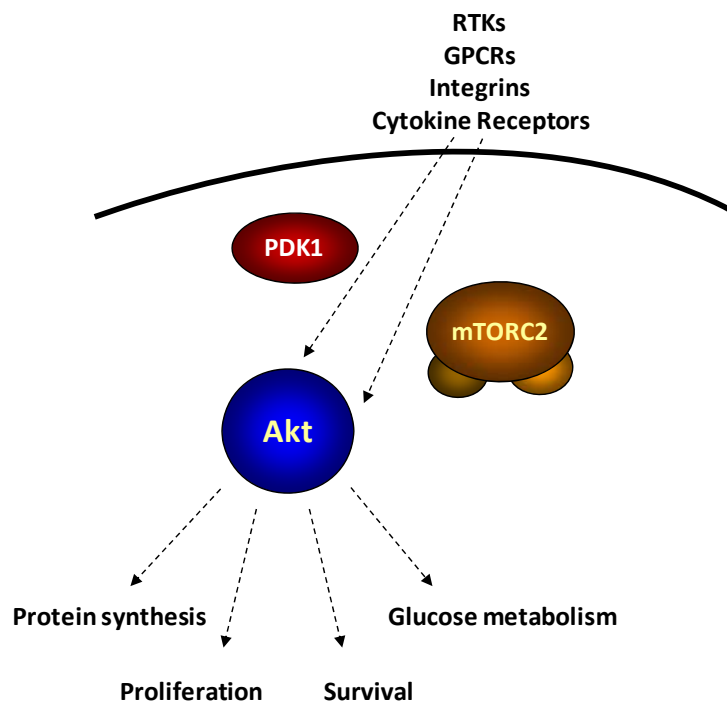 RTKs
GPCRs
Integrins
Cytokine Receptors
PDK1
mTORC2
Akt
Protein synthesis
Glucose metabolism
Proliferation
Survival